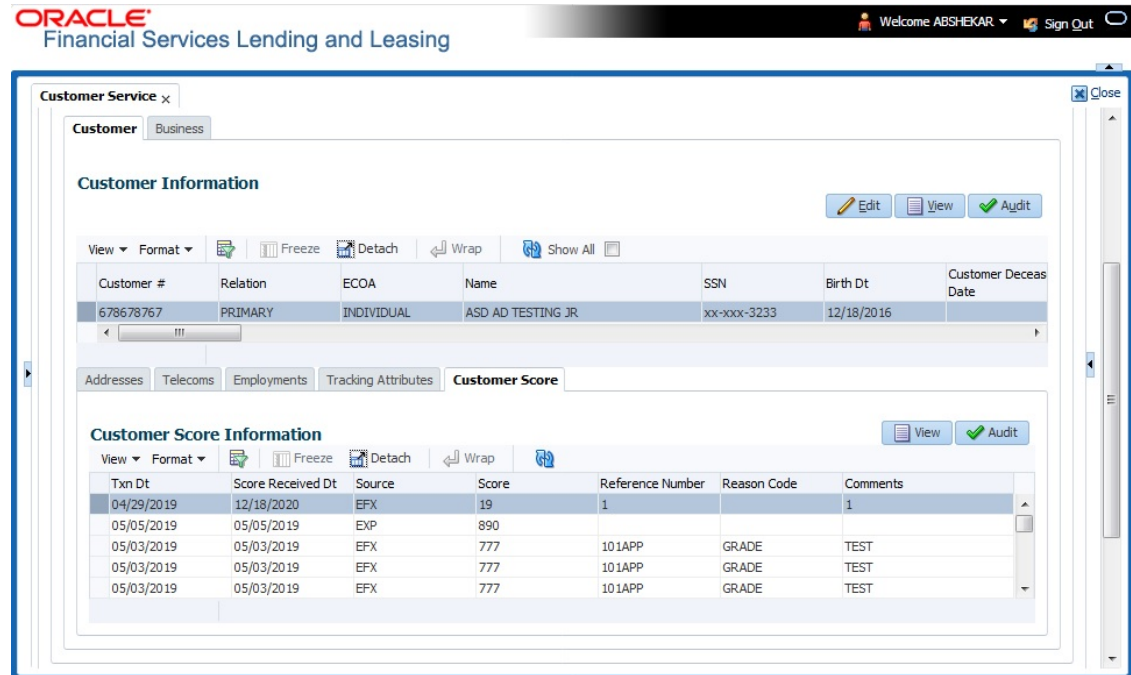 ORACLE
Welcome ABSHEKAR Sign Out
Financial Services Lending and Leasing
Customer Service x
Close
Customer Business
Customer Information
Edit View Audit
View Format Freeze Detach Wrap Show All
Customer # Relation ECOA Name SSN Birth Dt Customer Deceas
Date
678678767 PRIMARY INDIVIDUAL ASD AD TESTING JR xx-xxx-3233 12/18/2016
Addresses Telecoms Employments Tracking Attributes Customer Score
Customer Score Information
View Audit
View Format Freeze Detach Wrap
Txn Dt Score Received Dt Source Score Reference Number Reason Code Comments
04/29/2019 12/18/2020 EFX 19 1 1
05/05/2019 05/05/2019 EXP 890
05/03/2019 05/03/2019 EFX 777 101APP GRADE TEST
05/03/2019 05/03/2019 EFX 777 101APP GRADE TEST
05/03/2019 05/03/2019 EFX 777 101APP GRADE TEST